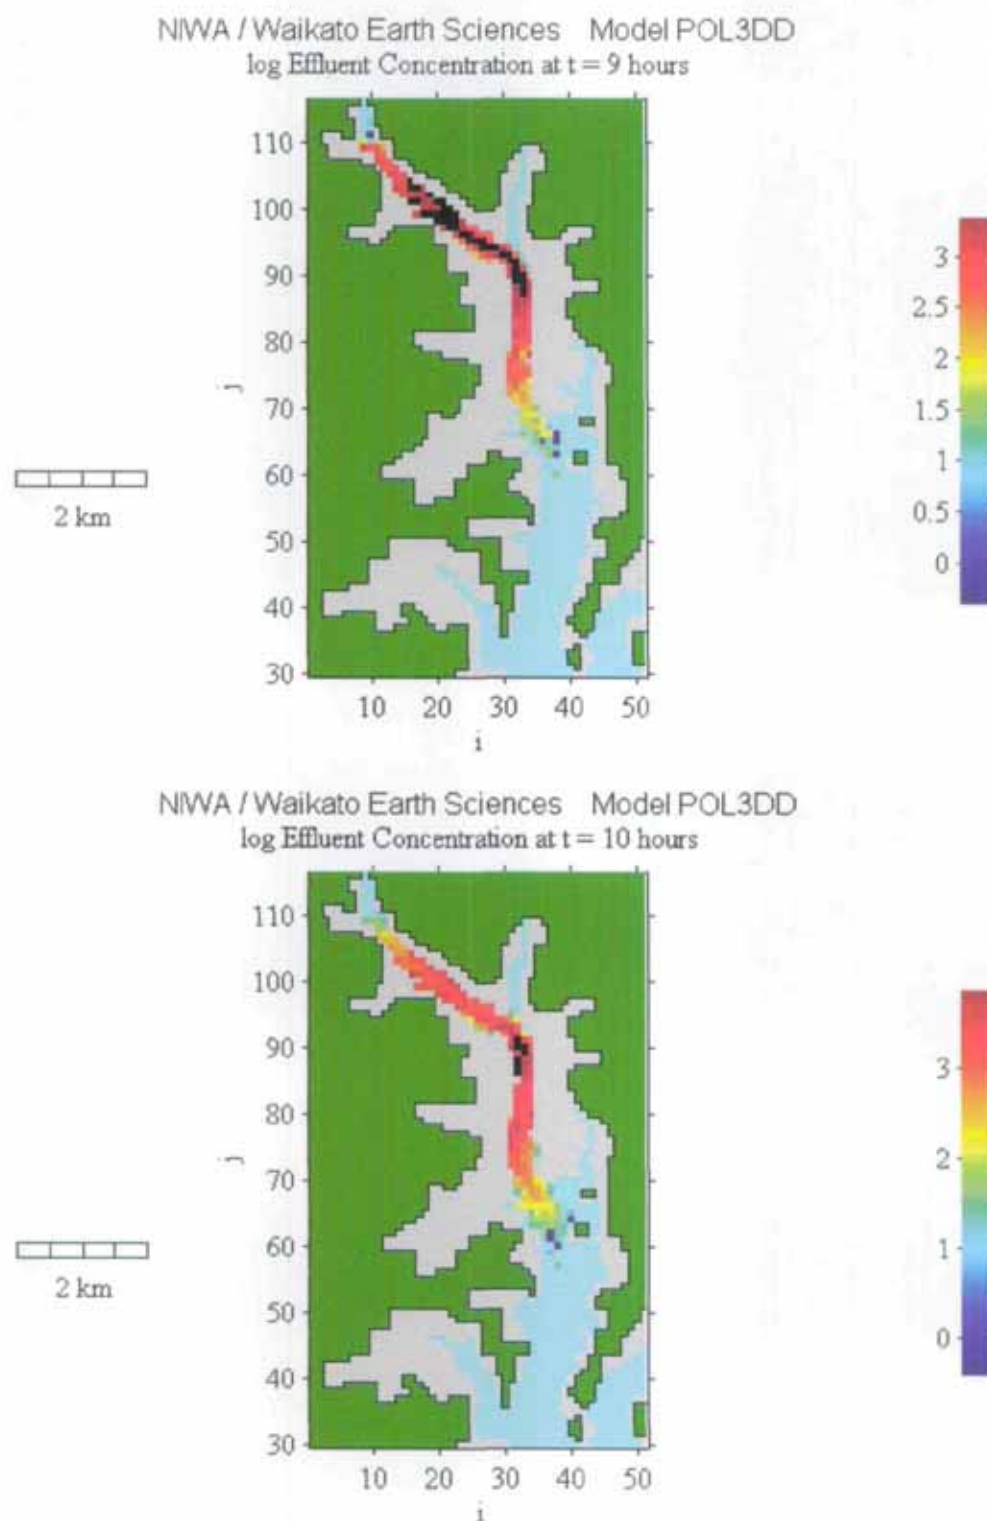 NIWA / Waikato Earth Sciences Model POL3DD
log Effluent Concentration at t = 9 hours
110
100
90
80
70
60
50
40
30
j
10 20 30 40 50
i
2 km
3
2.5
2
1.5
1
0.5
0
NIWA / Waikato Earth Sciences Model POL3DD
log Effluent Concentration at t = 10 hours
110
100
90
80
70
60
50
40
30
j
10 20 30 40 50
i
2 km
3
2
1
0